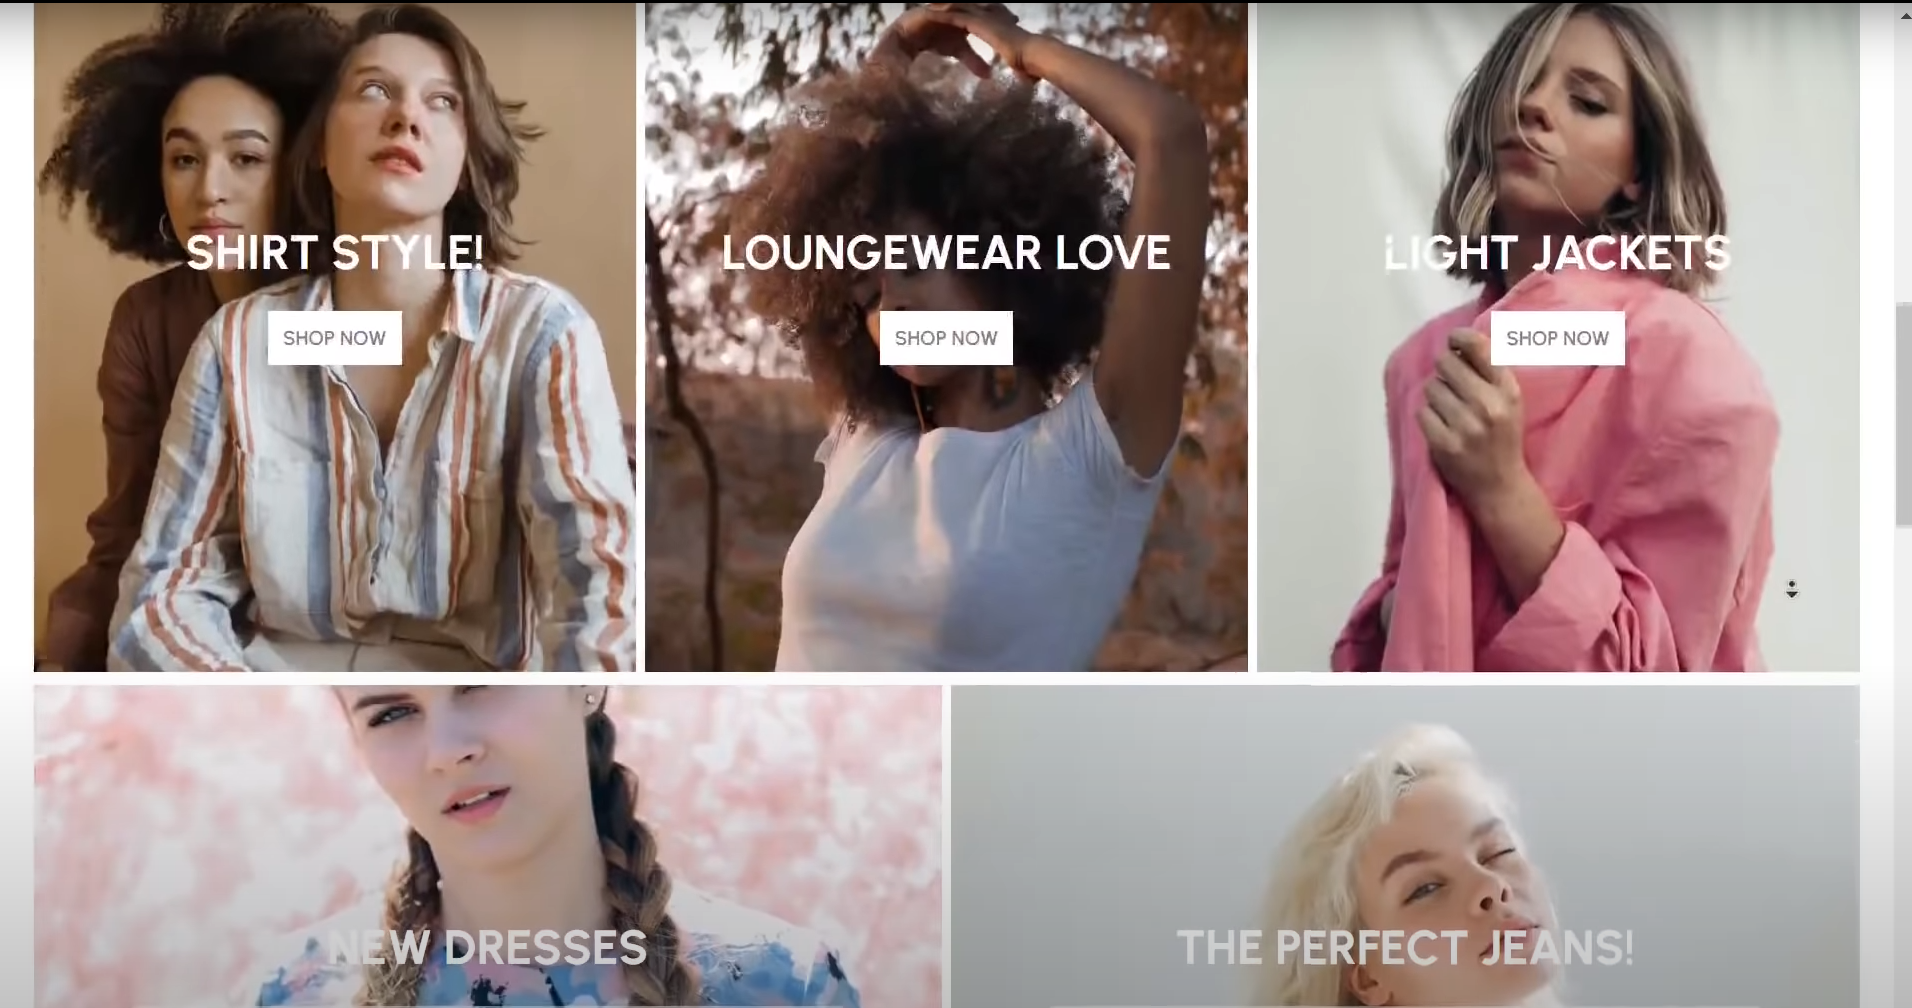 SHIRT STYLE!
SHOP NOW
LOUNGEWEAR LOVE
SHOP NOW
LIGHT JACKETS
SHOP NOW
NEW DRESSES
THE PERFECT JEANS!